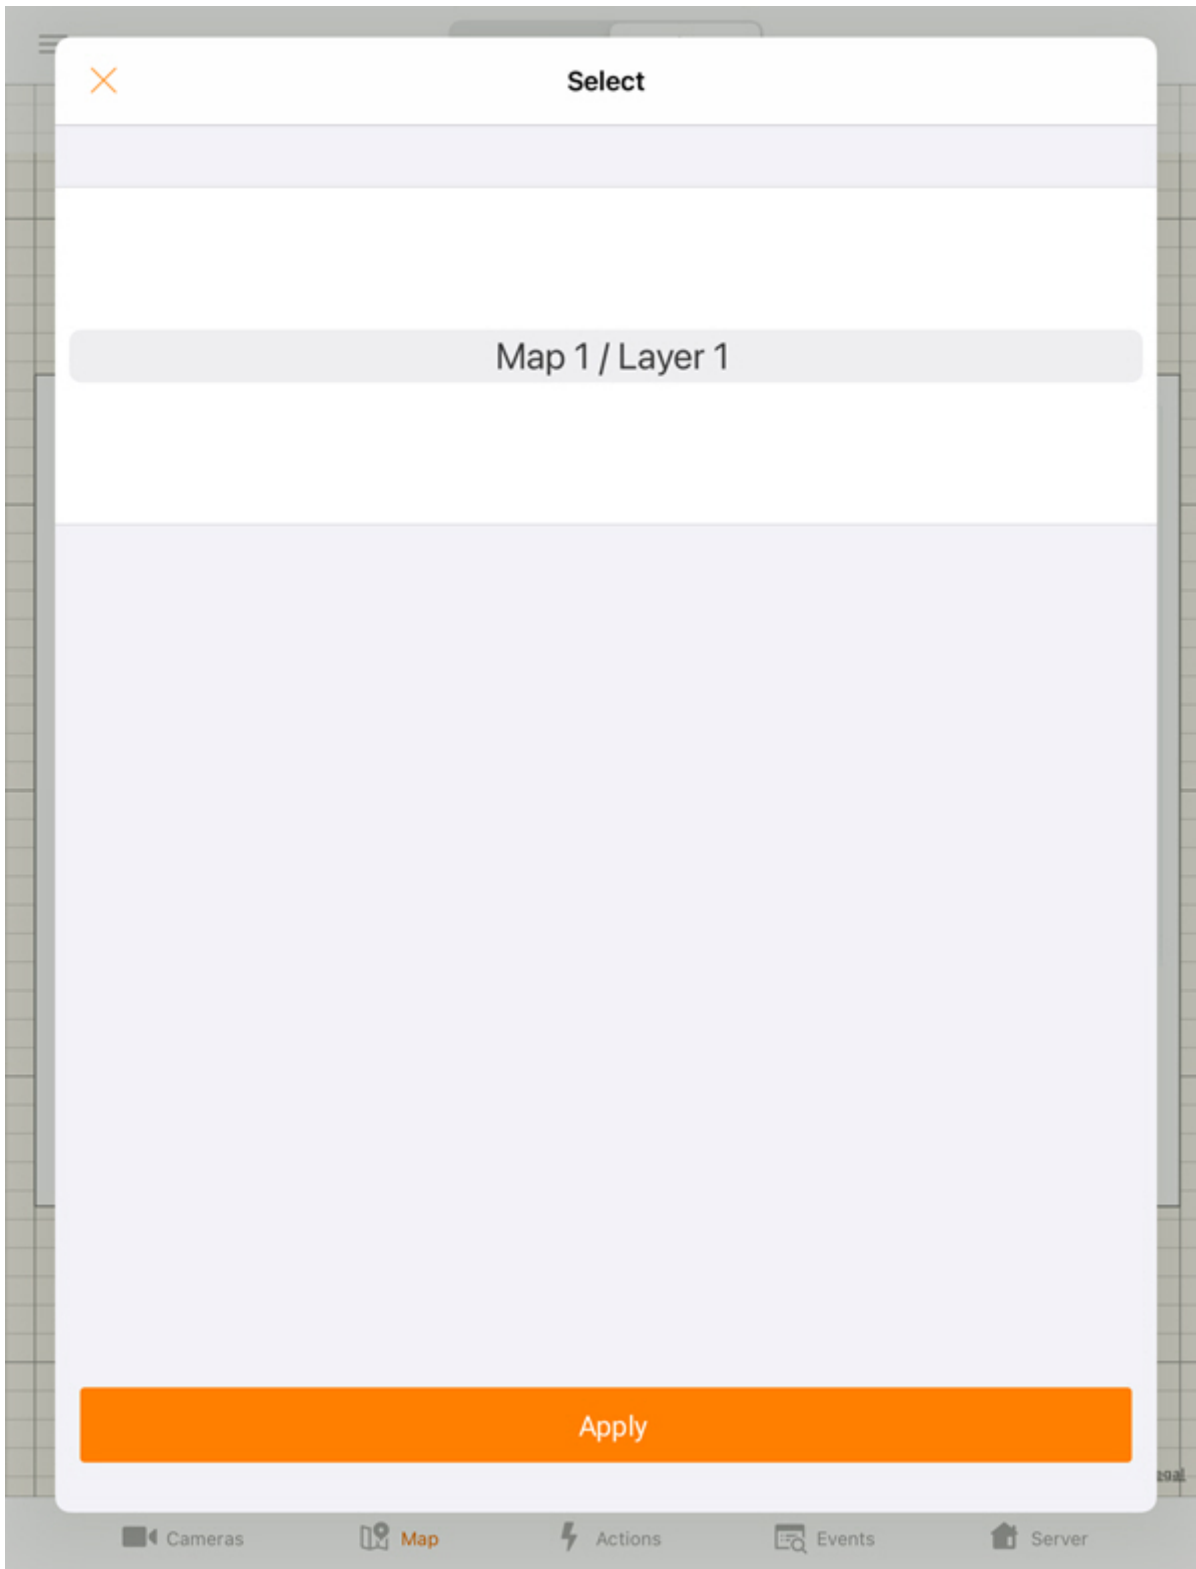 Select
Map 1 / Layer 1
Apply
Cameras
Map
Actions
Events
Server